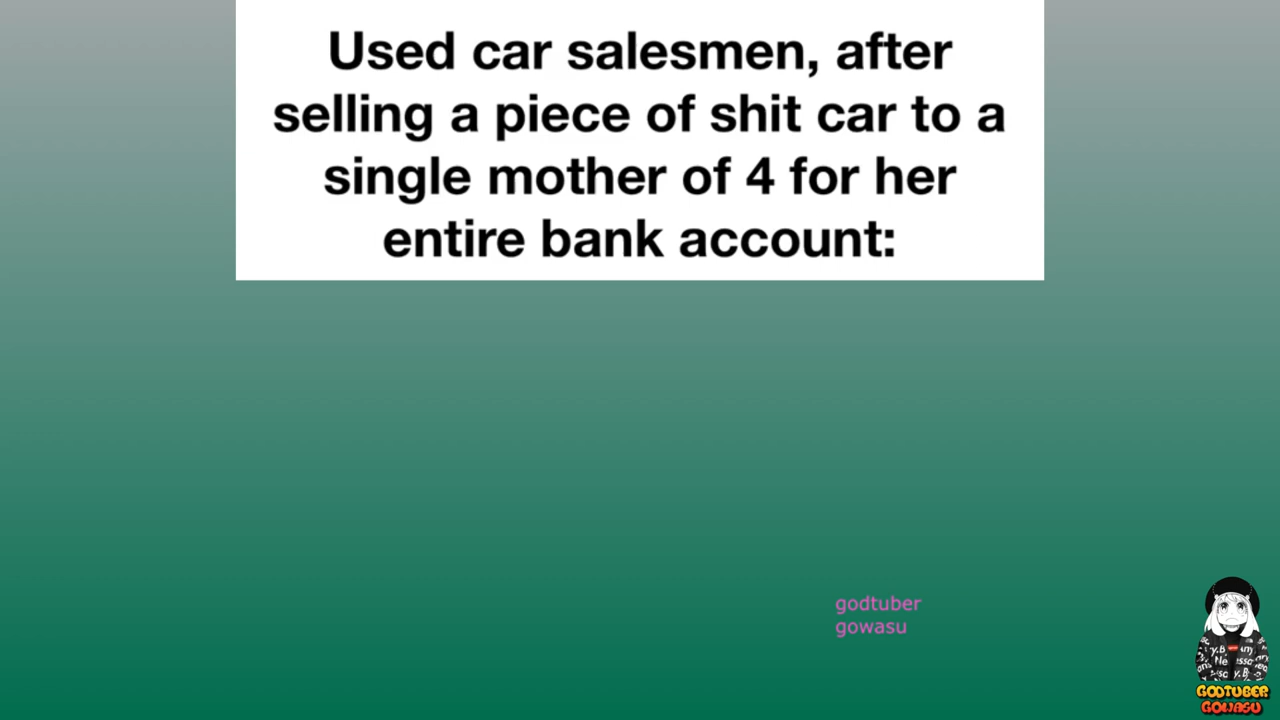 Used car salesmen, after
selling a piece of shit car to a
single mother of 4 for her
entire bank account:
godtuber
gowasu
GODTUBER
GOWASU